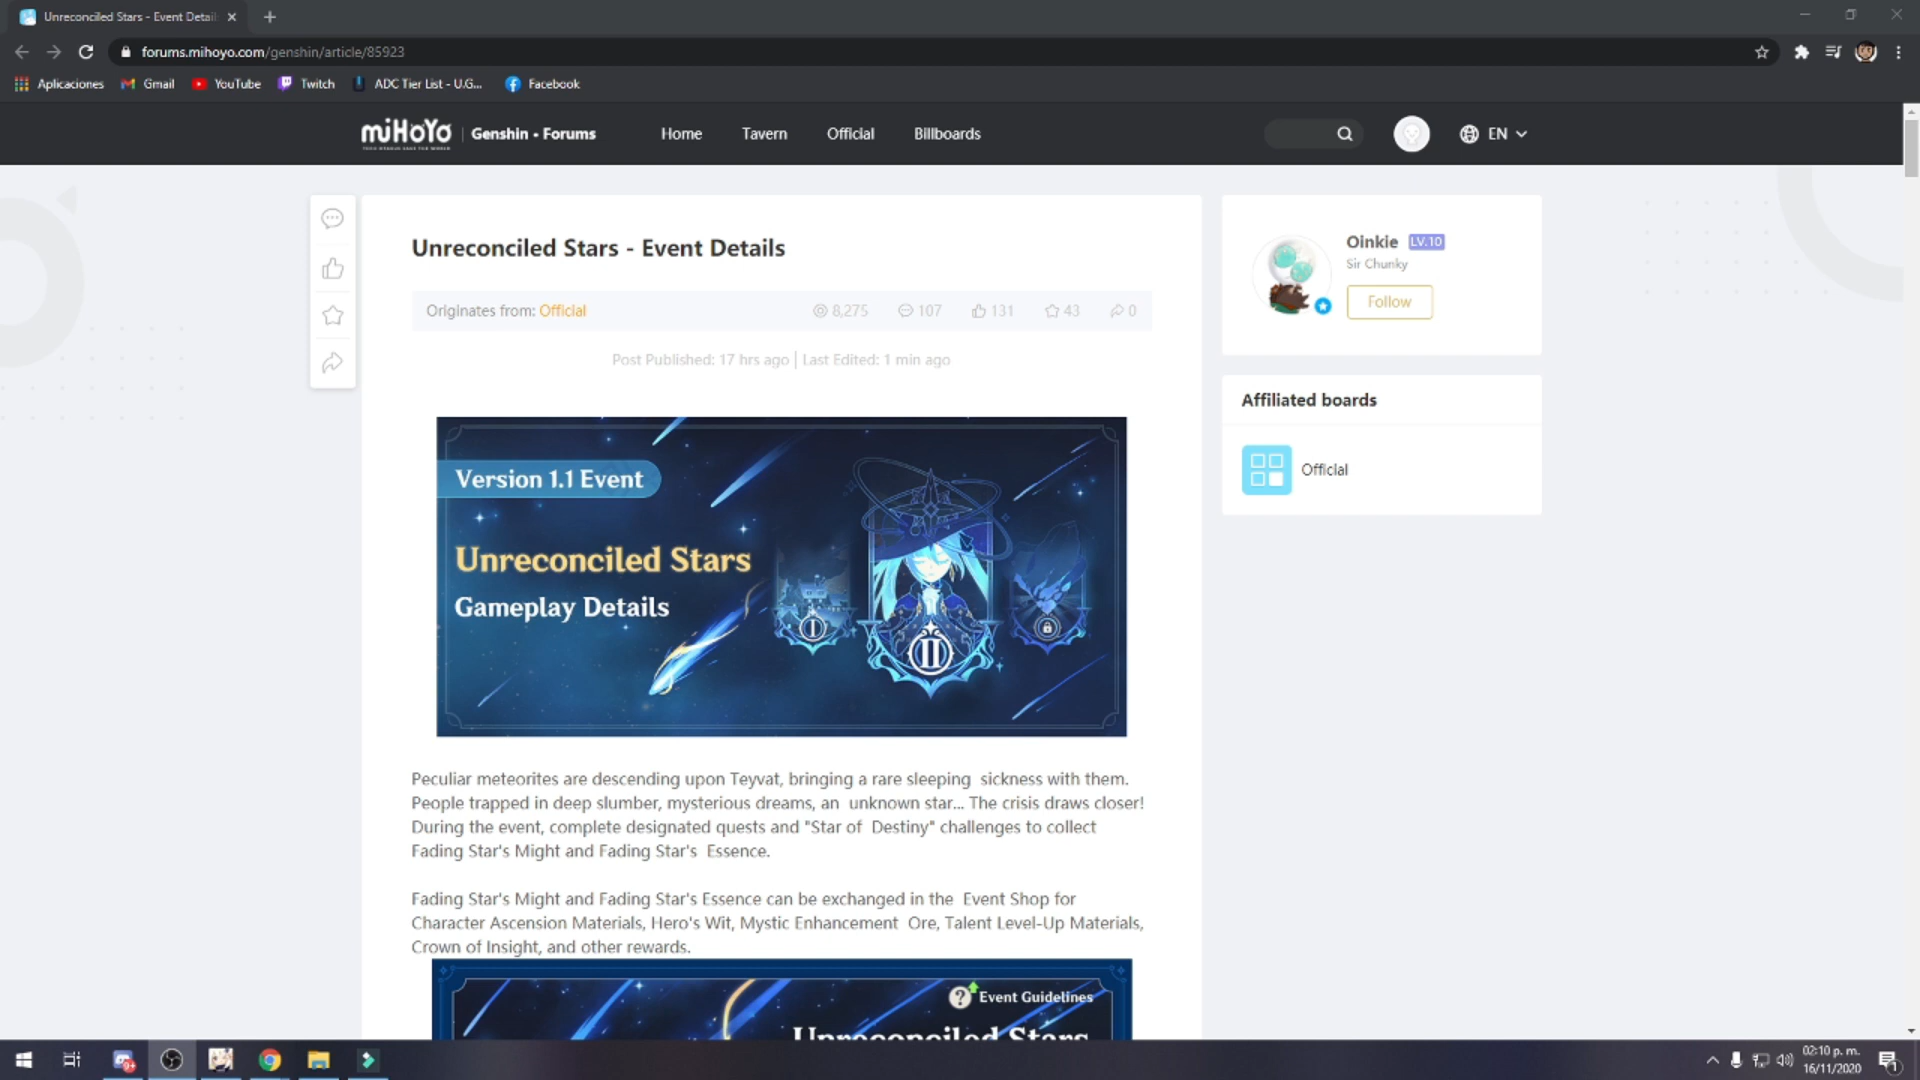 Unreconciled Stars - Event Detail
forums.mihoyo.com/genshin/article/85923
Aplicaciones
Gmail
YouTube
Twitch
ADC Tier List - U.G...
Facebook
miHoYo
Genshin • Forums
Home
Tavern
Official
Billboards
EN
Unreconciled Stars - Event Details
Originates from: Official
8,275
107
131
43
0
Post Published: 17 hrs ago | Last Edited: 1 min ago
Oinkie LV.10
Sir Chunky
Follow
Affiliated boards
Official
Version 1.1 Event
Unreconciled Stars
Gameplay Details
I
II
Peculiar meteorites are descending upon Teyvat, bringing a rare sleeping sickness with them.
People trapped in deep slumber, mysterious dreams, an unknown star... The crisis draws closer!
During the event, complete designated quests and "Star of Destiny" challenges to collect
Fading Star's Might and Fading Star's Essence.
Fading Star's Might and Fading Star's Essence can be exchanged in the Event Shop for
Character Ascension Materials, Hero's Wit, Mystic Enhancement Ore, Talent Level-Up Materials,
Crown of Insight, and other rewards.
? Event Guidelines
Unreconciled Stars
9+
02:10 p. m.
16/11/2020
1